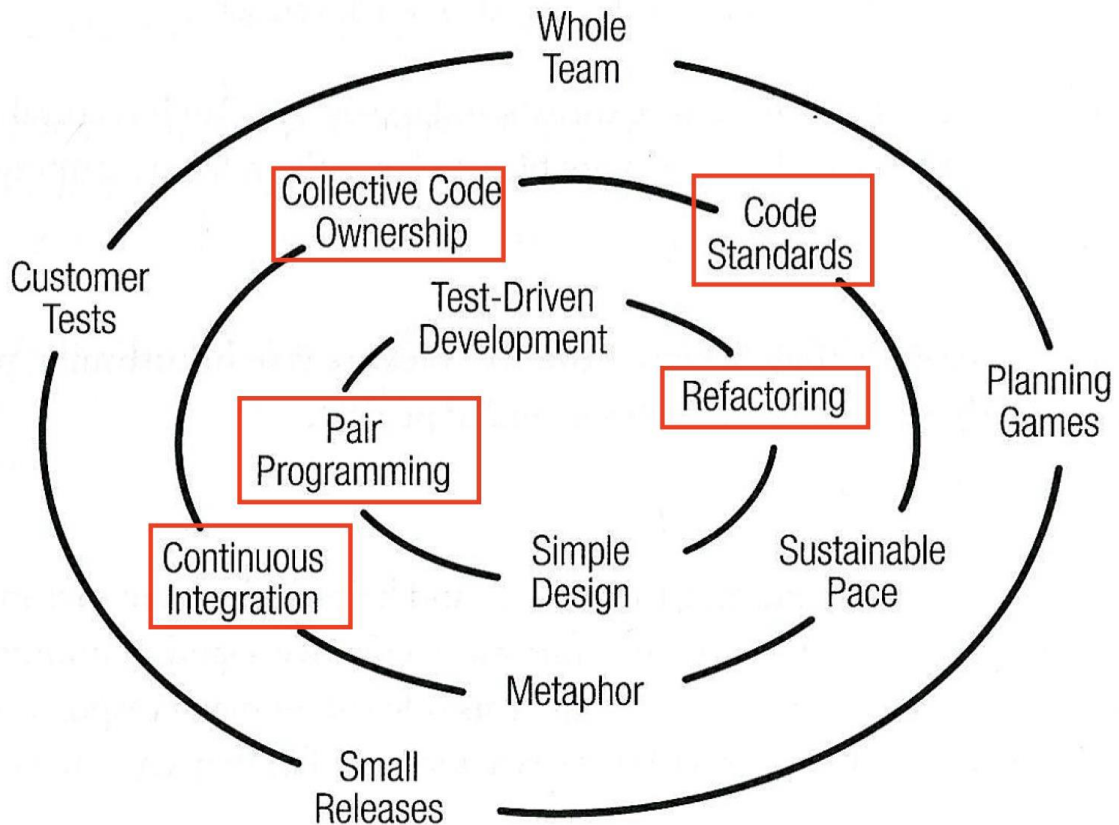 Whole
Team
Collective Code
Ownership
Code
Standards
Customer
Tests
Test-Driven
Development
Planning
Games
Refactoring
Pair
Programming
Continuous
Integration
Simple
Design
Sustainable
Pace
Metaphor
Small
Releases